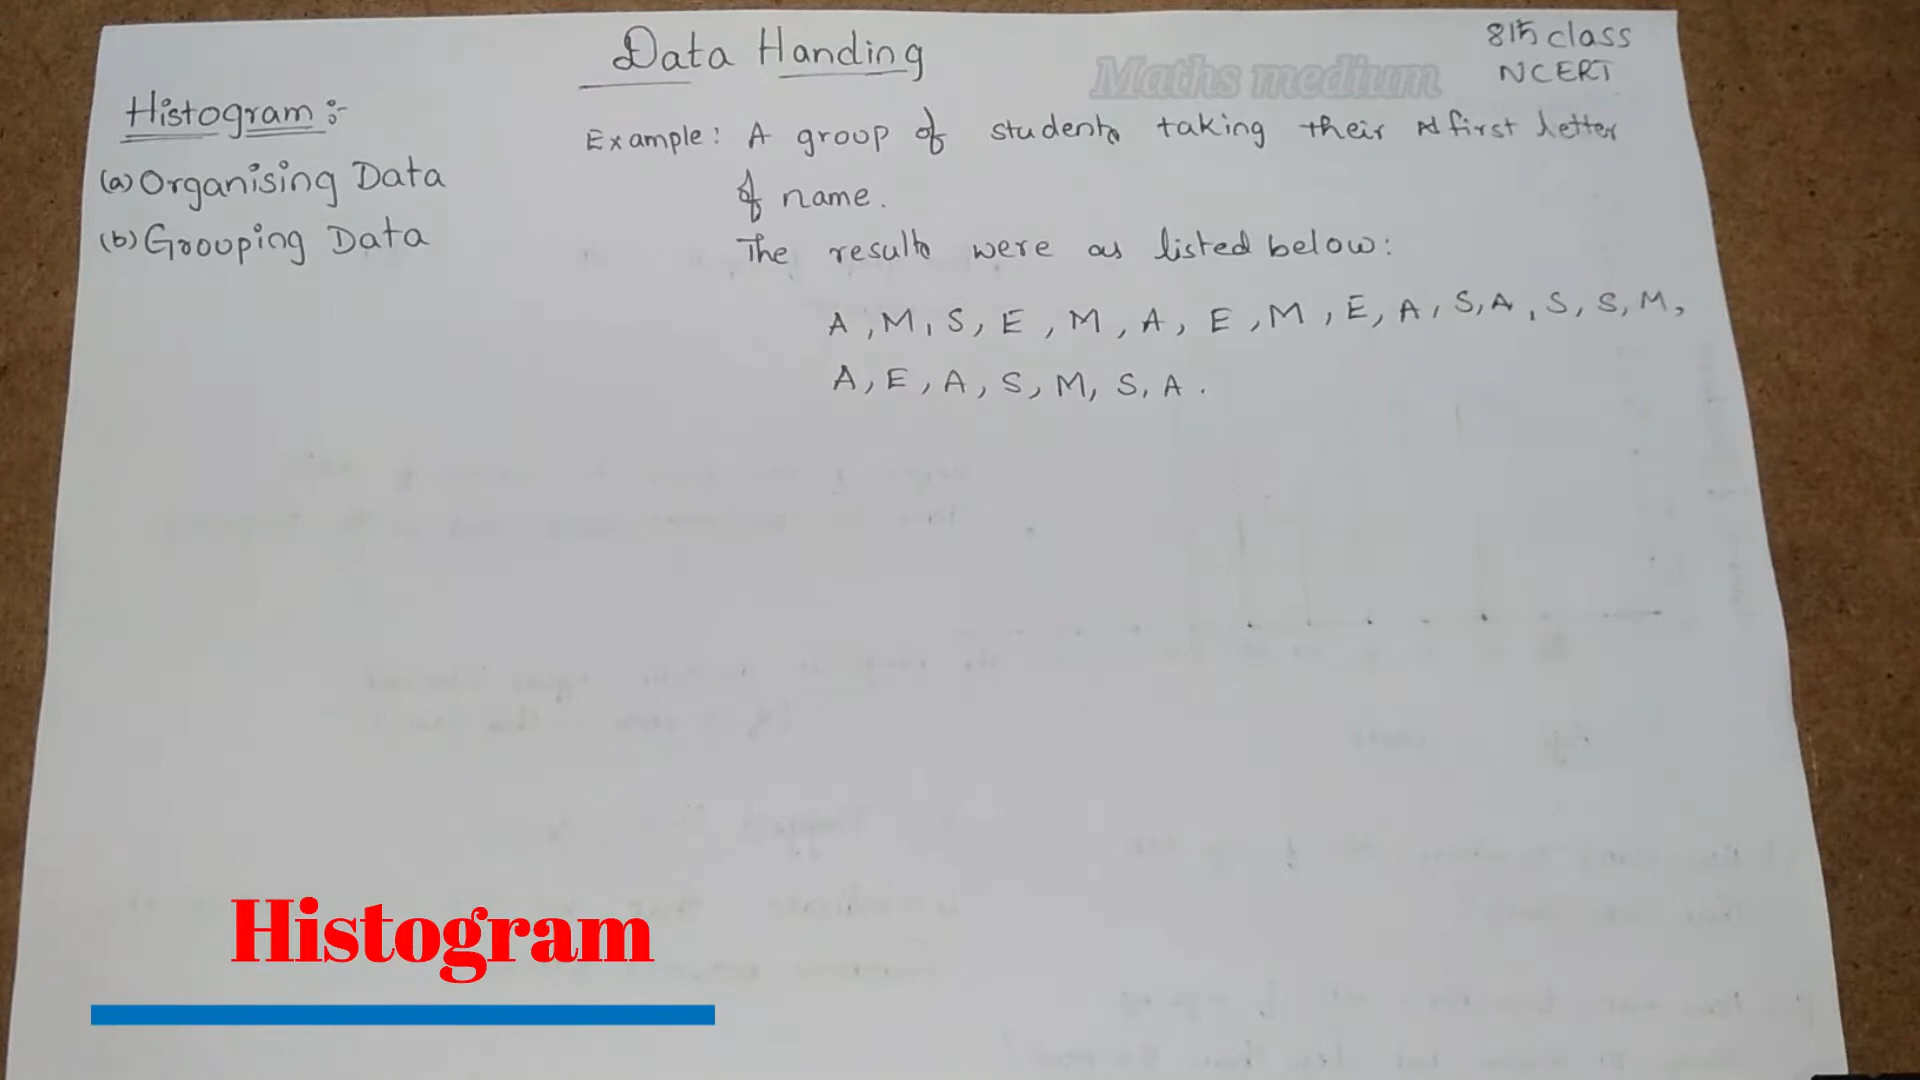 Data Handing
8th class
NCERT
Maths medium
Histogram :-
(a) Organising Data
(b) Grouping Data
Example: A group of students taking their first letter
of name.
The results were as listed below:
A, M, S, E, M, A, E, M, E, A, S, A, S, S, M,
A, E, A, S, M, S, A.
Histogram